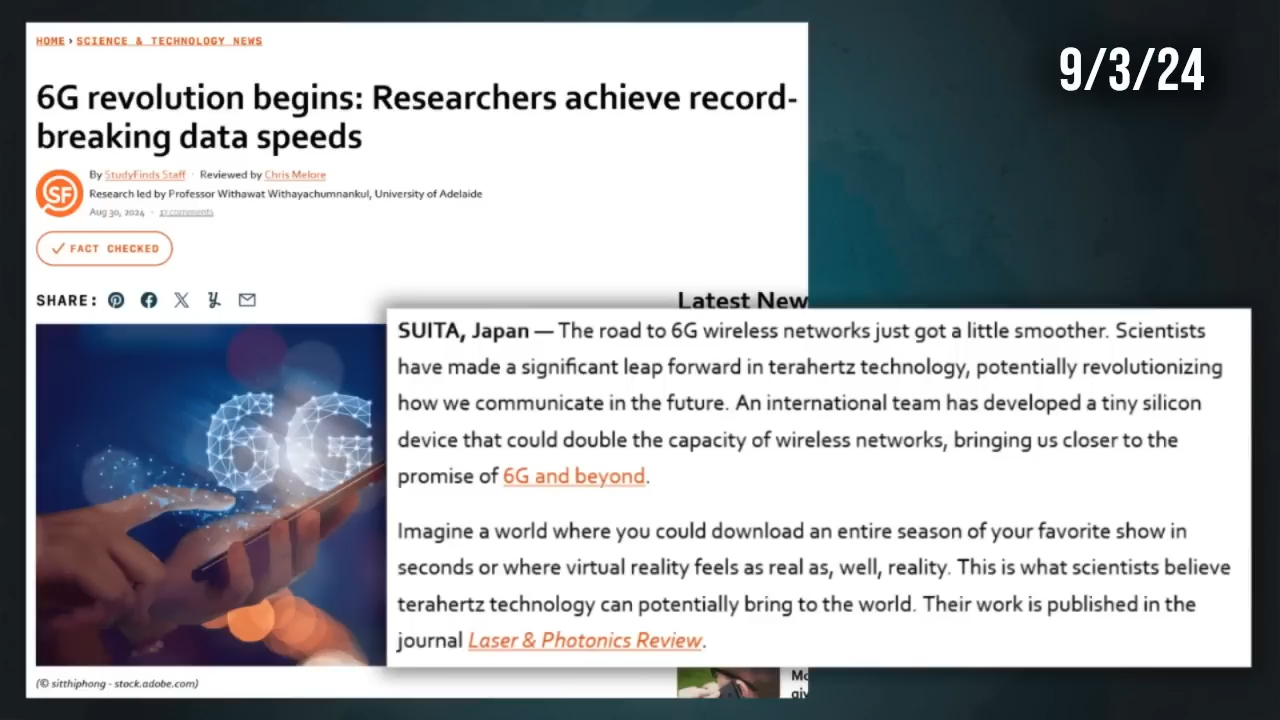 HOME › SCIENCE & TECHNOLOGY NEWS
9/3/24
6G revolution begins: Researchers achieve record-
breaking data speeds
SF
By StudyFinds Staff · Reviewed by Chris Melore
Research led by Professor Withawat Withayachumnankul, University of Adelaide
Aug 30, 2024 · 17 comments
FACT CHECKED
SHARE:
Latest New
6G
SUITA, Japan — The road to 6G wireless networks just got a little smoother. Scientists
have made a significant leap forward in terahertz technology, potentially revolutionizing
how we communicate in the future. An international team has developed a tiny silicon
device that could double the capacity of wireless networks, bringing us closer to the
promise of 6G and beyond.
Imagine a world where you could download an entire season of your favorite show in
seconds or where virtual reality feels as real as, well, reality. This is what scientists believe
terahertz technology can potentially bring to the world. Their work is published in the
journal Laser & Photonics Review.
(© sitthiphong - stock.adobe.com)